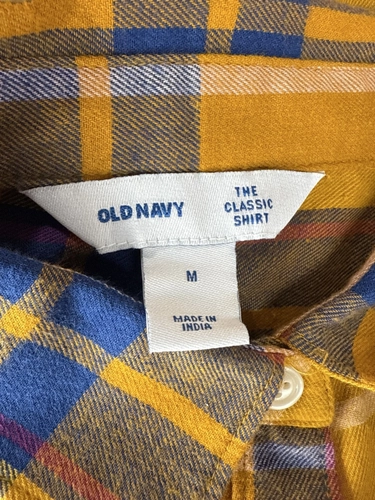 OLD NAVY
THE
CLASSIC
SHIRT
M
MADE IN
INDIA